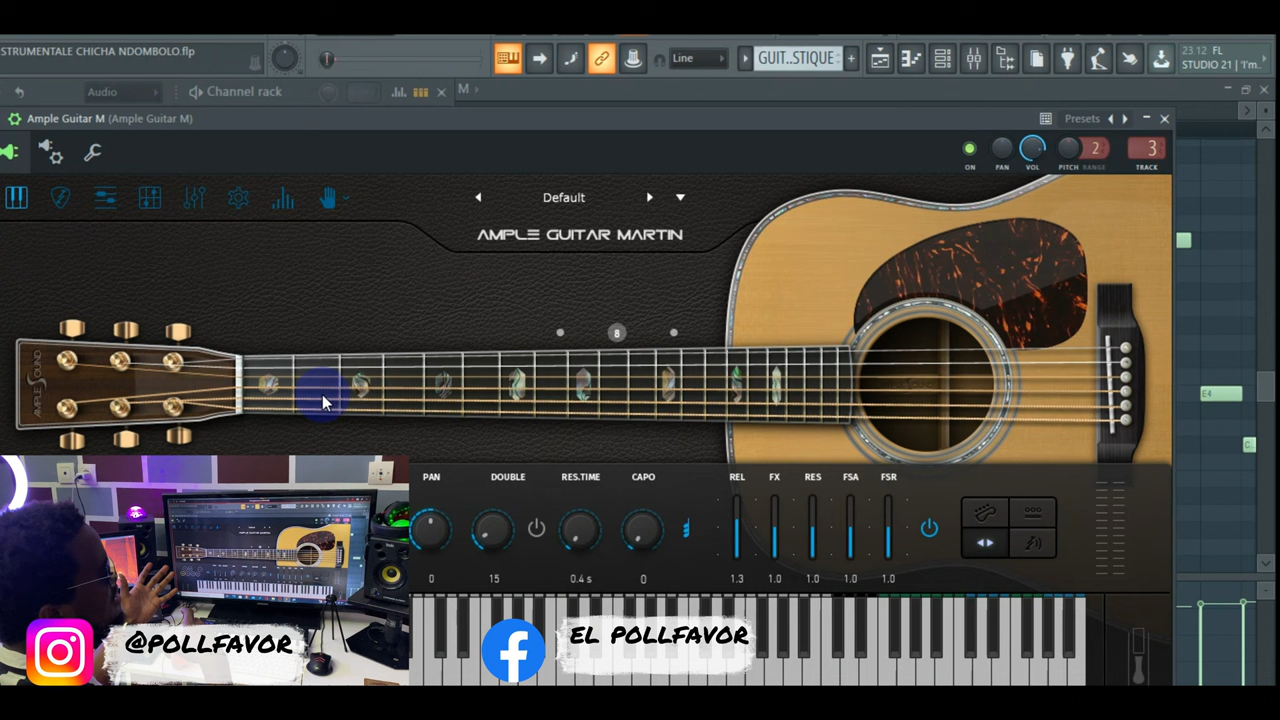 STRUMENTALE CHICHA NDOMBOLO.flp
Line
GUIT..STIQUE
23.12 FL
STUDIO 21 | 'I'm
Audio
Channel rack
M
Ample Guitar M (Ample Guitar M)
Presets
2
3
ON
PAN
VOL
PITCH
RANGE
TRACK
Default
AMPLE GUITAR MARTIN
8
AMPLE SOUND
E4
C
PAN
DOUBLE
RES.TIME
CAPO
REL
FX
RES
FSA
FSR
0
15
0.4 s
0
1.3
1.0
1.0
1.0
1.0
@POLLFAVOR
EL POLLFAVOR